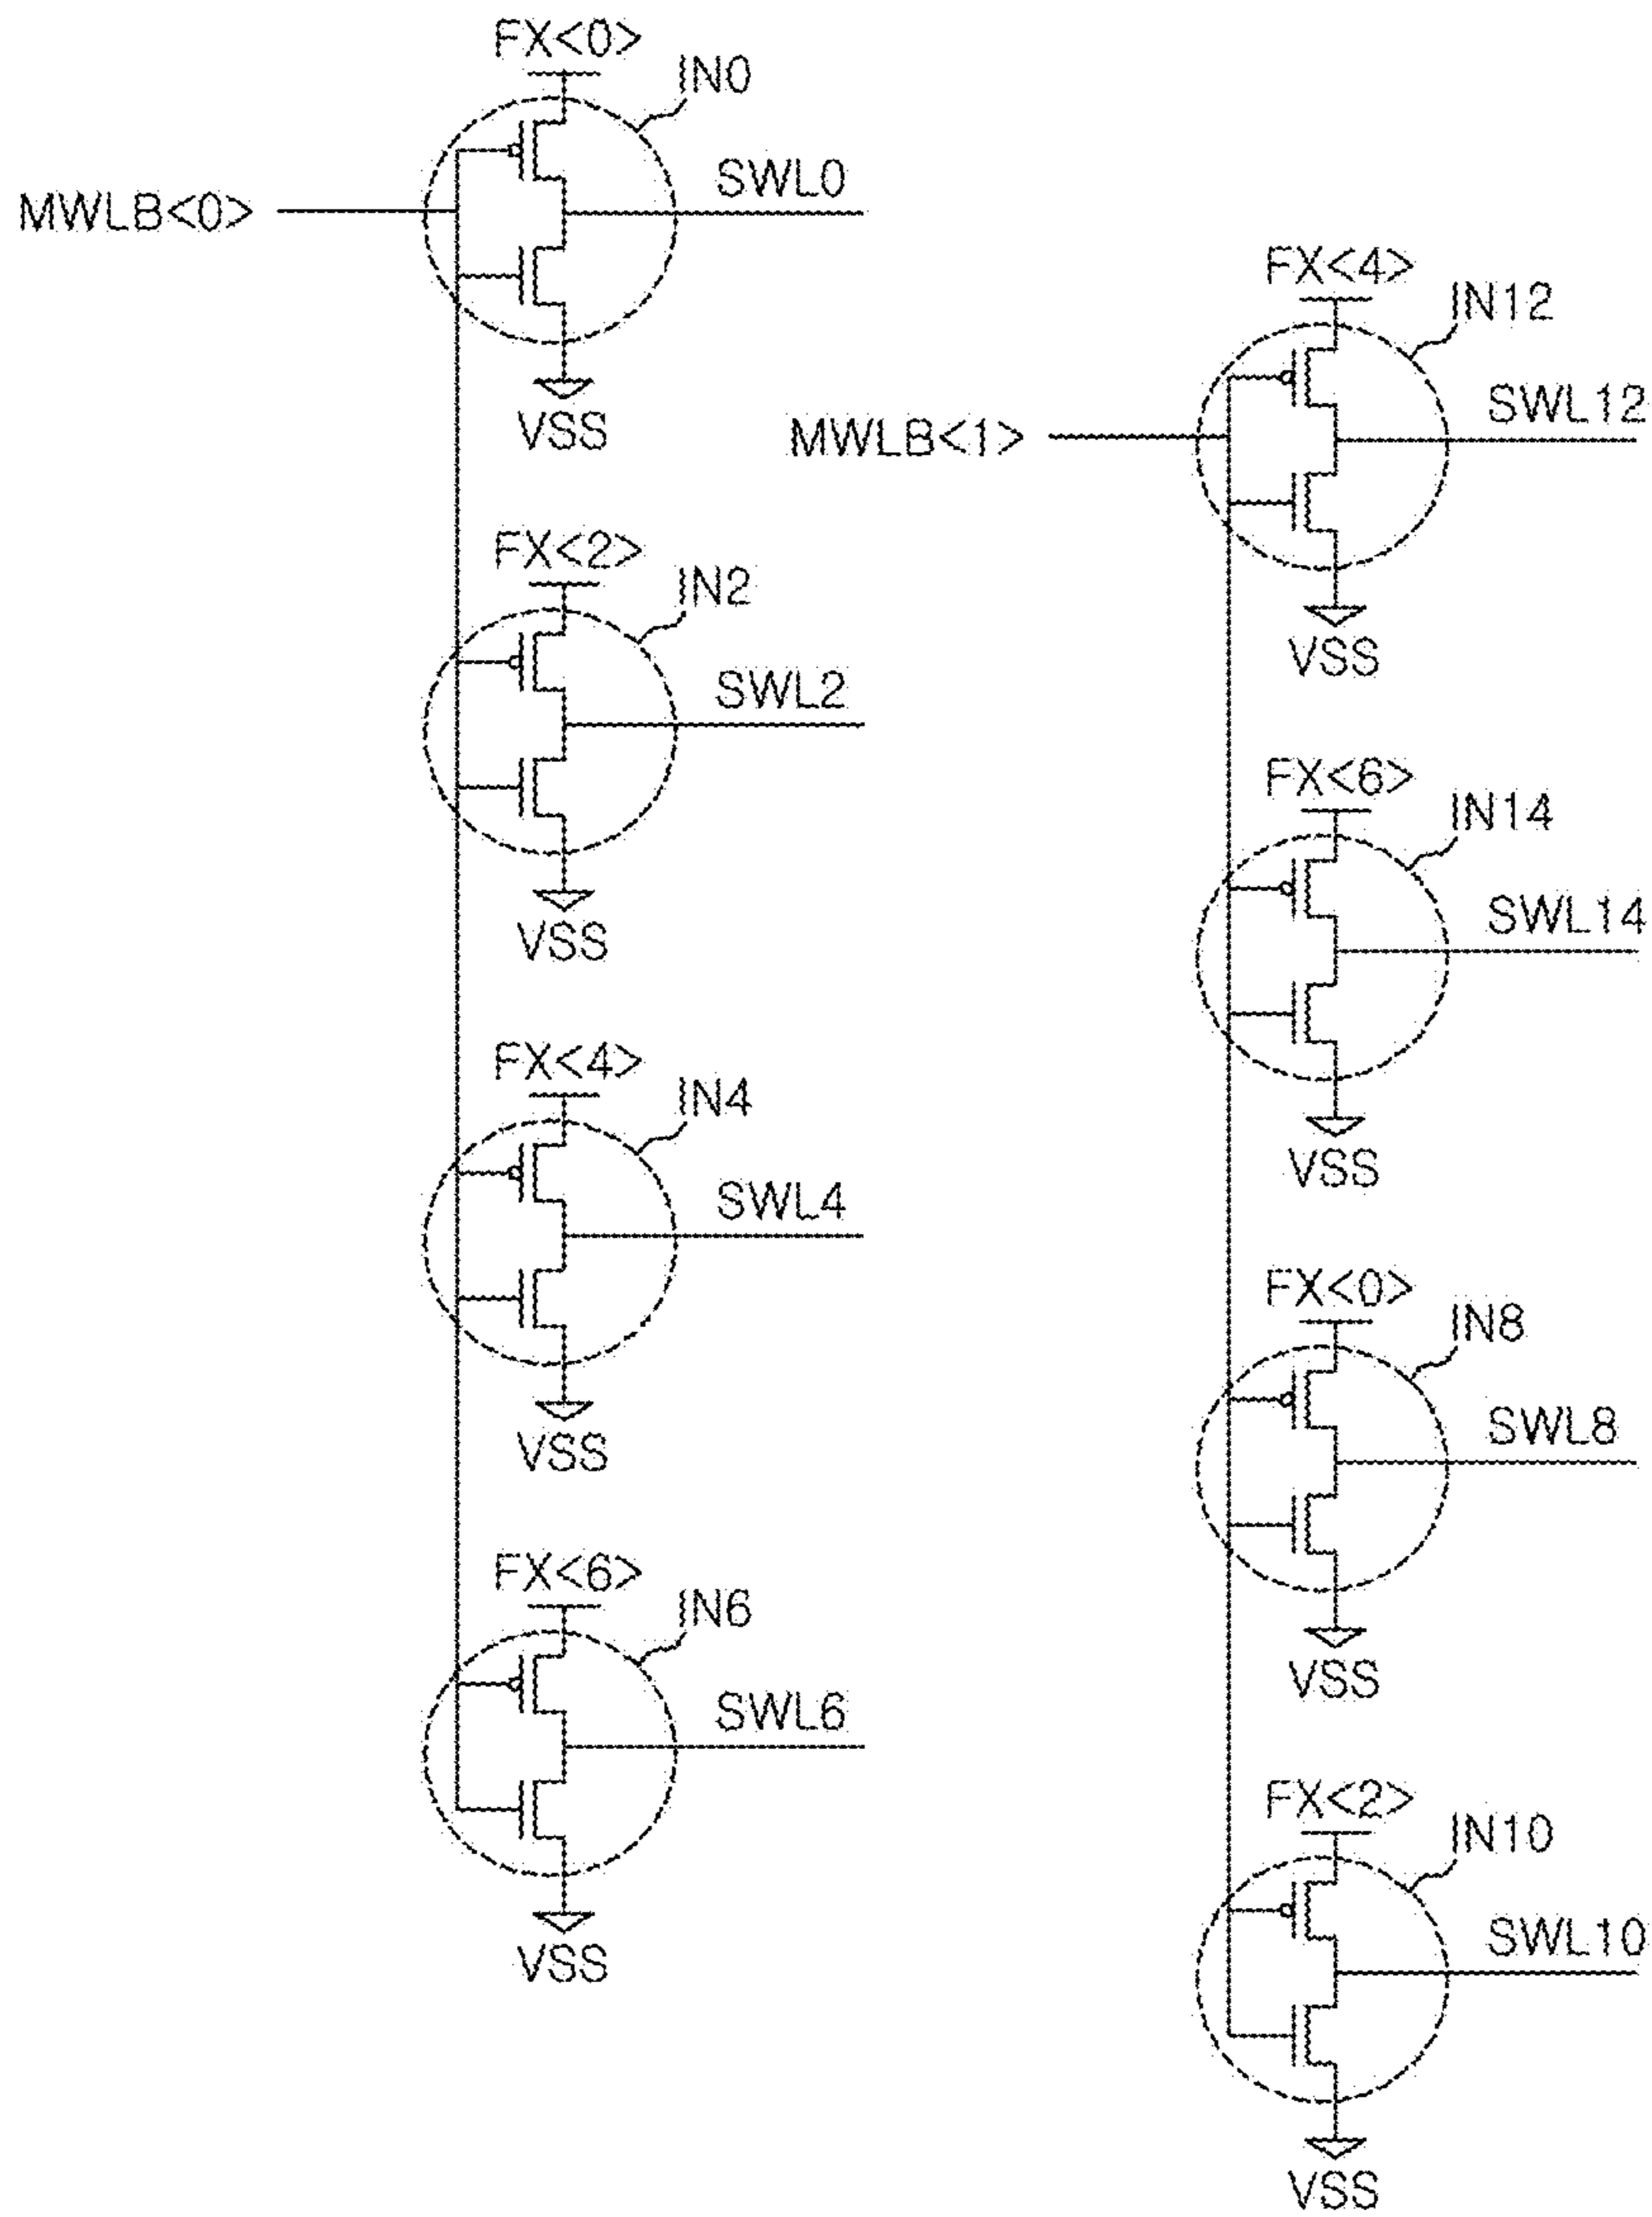 FX<0>
IN0
SWL0
MWLB<0>
VSS
FX<2>
IN2
SWL2
VSS
FX<4>
IN4
SWL4
VSS
FX<6>
IN6
SWL6
VSS
FX<4>
IN12
SWL12
MWLB<1>
VSS
FX<6>
IN14
SWL14
VSS
FX<0>
IN8
SWL8
VSS
FX<2>
IN10
SWL10
VSS